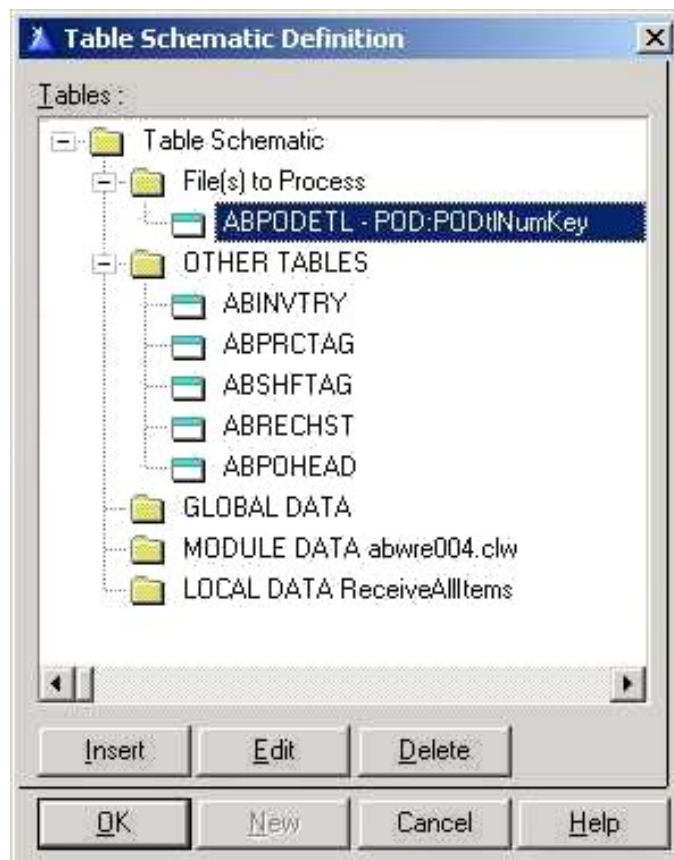 Table Schematic Definition
Tables :
Table Schematic
File(s) to Process
ABPODETL - POD:PODtlNumKey
OTHER TABLES
ABINVTRY
ABPRCTAG
ABSHFTAG
ABRECHST
ABPOHEAD
GLOBAL DATA
MODULE DATA abwre004.clw
LOCAL DATA ReceiveAllItems
Insert Edit Delete
OK New Cancel Help